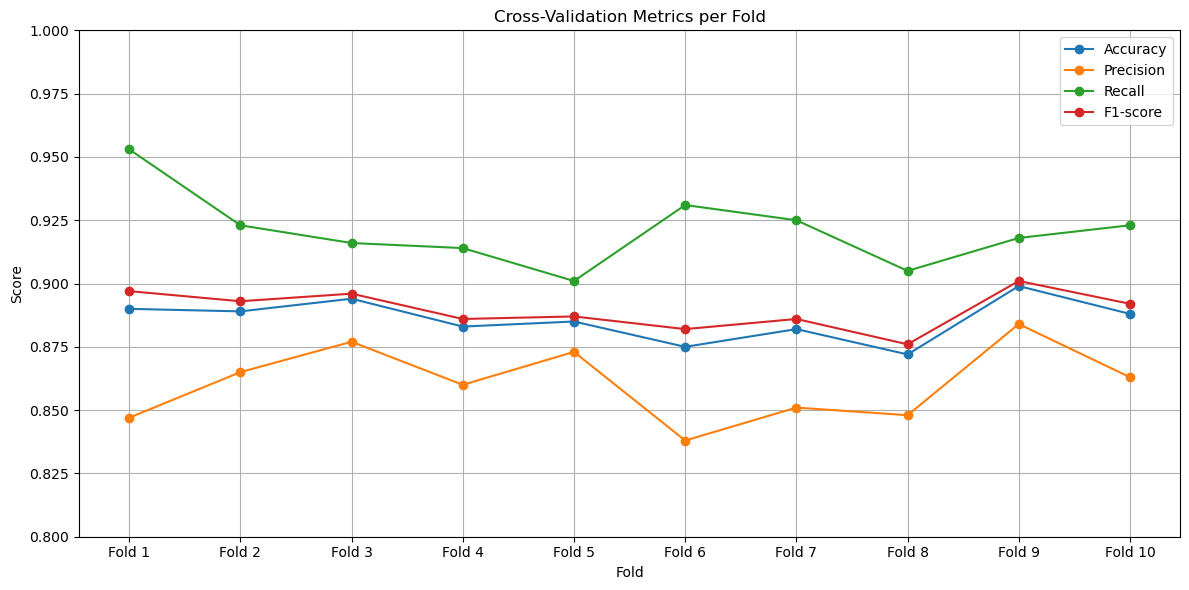 Cross-Validation Metrics per Fold
1.000
0.975
0.950
0.925
0.900
0.875
0.850
0.825
0.800
Score
Accuracy
Precision
Recall
F1-score
Fold 1 Fold 2 Fold 3 Fold 4 Fold 5 Fold 6 Fold 7 Fold 8 Fold 9 Fold 10
Fold